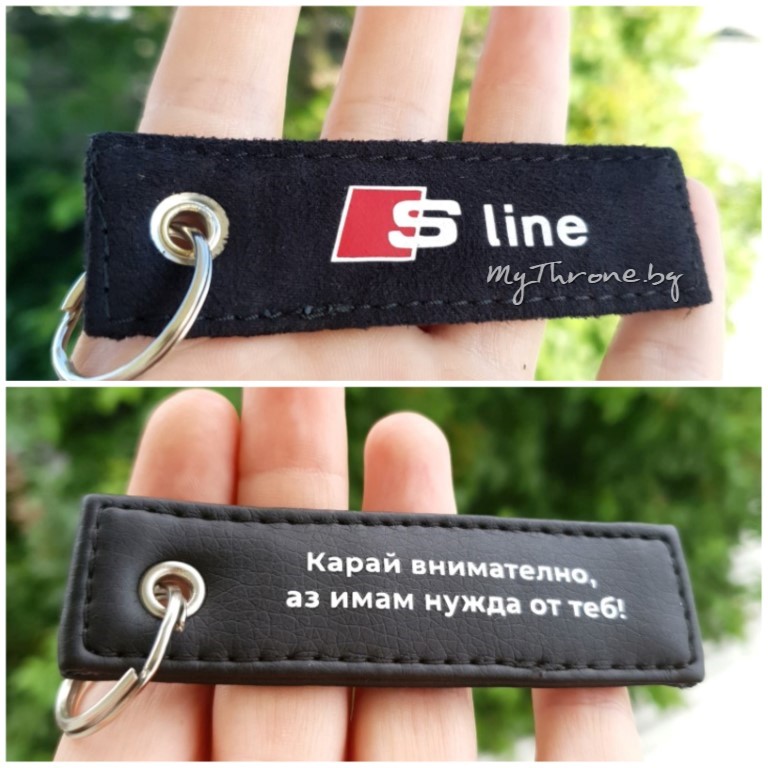 S line
MyThrone.bg
Карай внимателно,
аз имам нужда от теб!